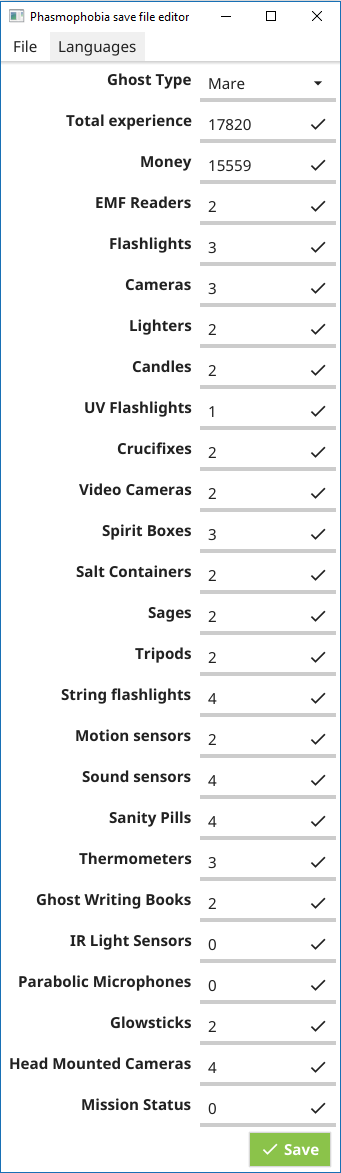 Phasmophobia save file editor
File Languages
Ghost Type Mare
Total experience 17820
Money 15559
EMF Readers 2
Flashlights 3
Cameras 3
Lighters 2
Candles 2
UV Flashlights 1
Crucifixes 2
Video Cameras 2
Spirit Boxes 3
Salt Containers 2
Sages 2
Tripods 2
String flashlights 4
Motion sensors 2
Sound sensors 4
Sanity Pills 4
Thermometers 3
Ghost Writing Books 2
IR Light Sensors 0
Parabolic Microphones 0
Glowsticks 2
Head Mounted Cameras 4
Mission Status 0
Save